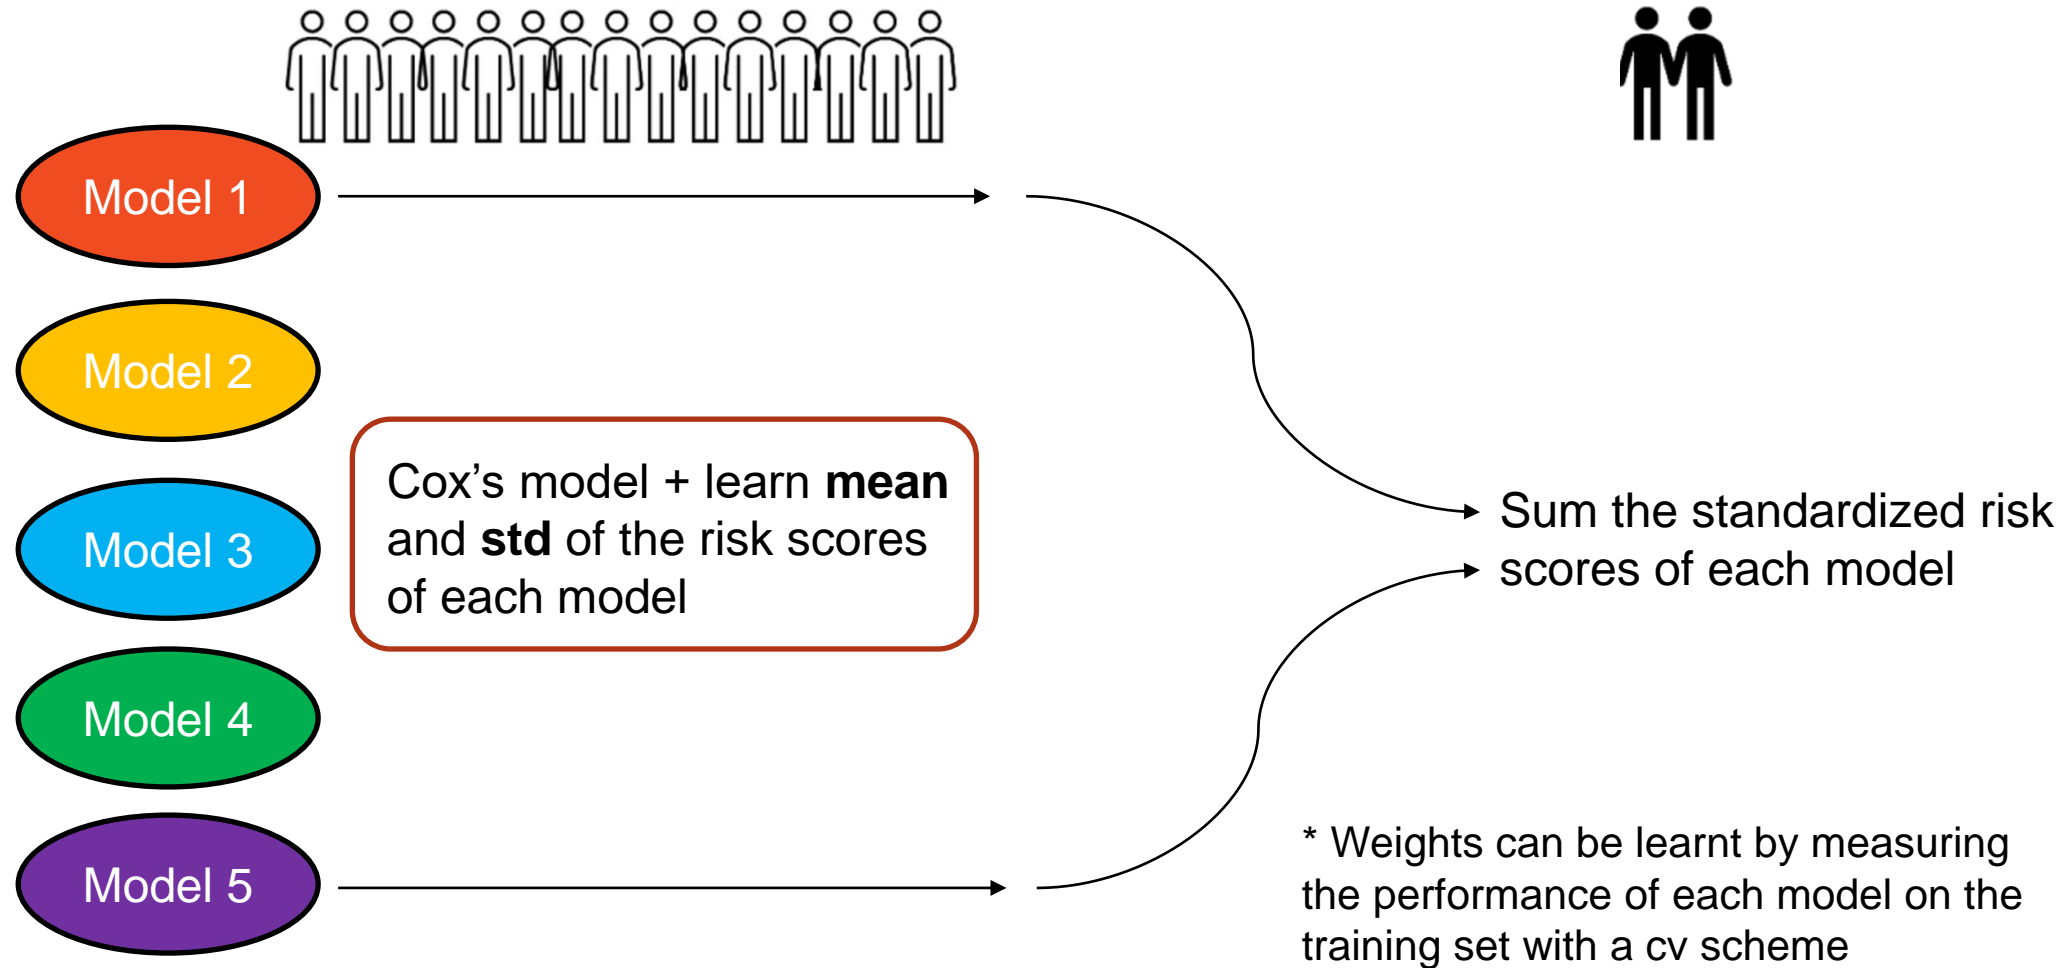 Model 1
Model 2
Model 3
Model 4
Model 5
Cox’s model + learn mean
and std of the risk scores
of each model
Sum the standardized risk
scores of each model
* Weights can be learnt by measuring
the performance of each model on the
training set with a cv scheme